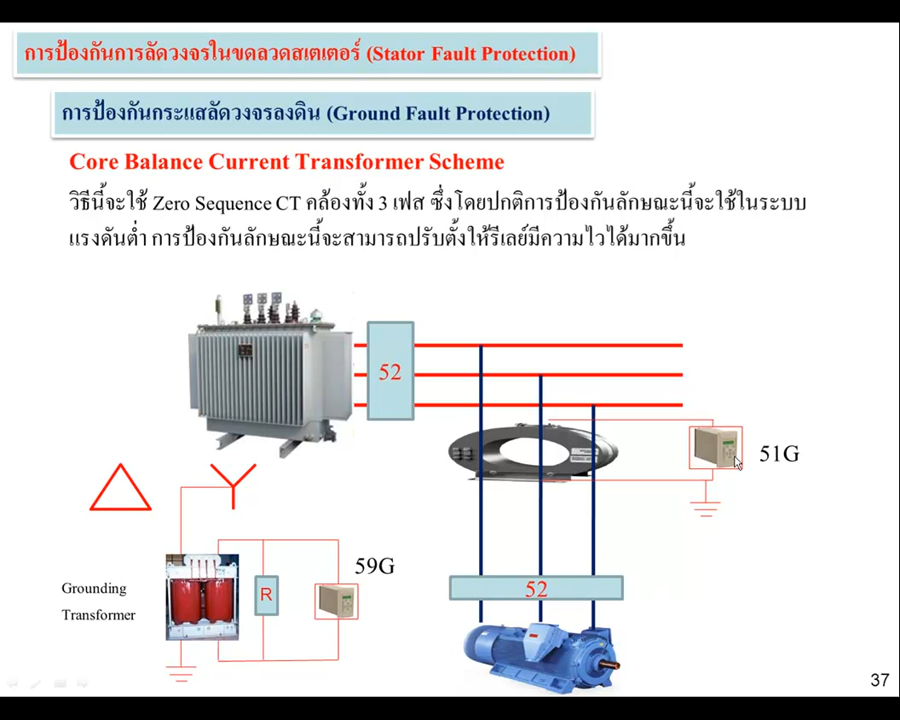 การป้องกันการลัดวงจรในขดลวดสเตเตอร์ (Stator Fault Protection)
การป้องกันกระแสลัดวงจรลงดิน (Ground Fault Protection)
Core Balance Current Transformer Scheme
วิธีนี้จะใช้ Zero Sequence CT คล้องทั้ง 3 เฟส ซึ่งโดยปกติการป้องกันลักษณะนี้จะใช้ในระบบ
แรงดันต่ำ การป้องกันลักษณะนี้จะสามารถปรับตั้งให้รีเลย์มีความไวได้มากขึ้น
52
51G
59G
Grounding
Transformer
R
52
37